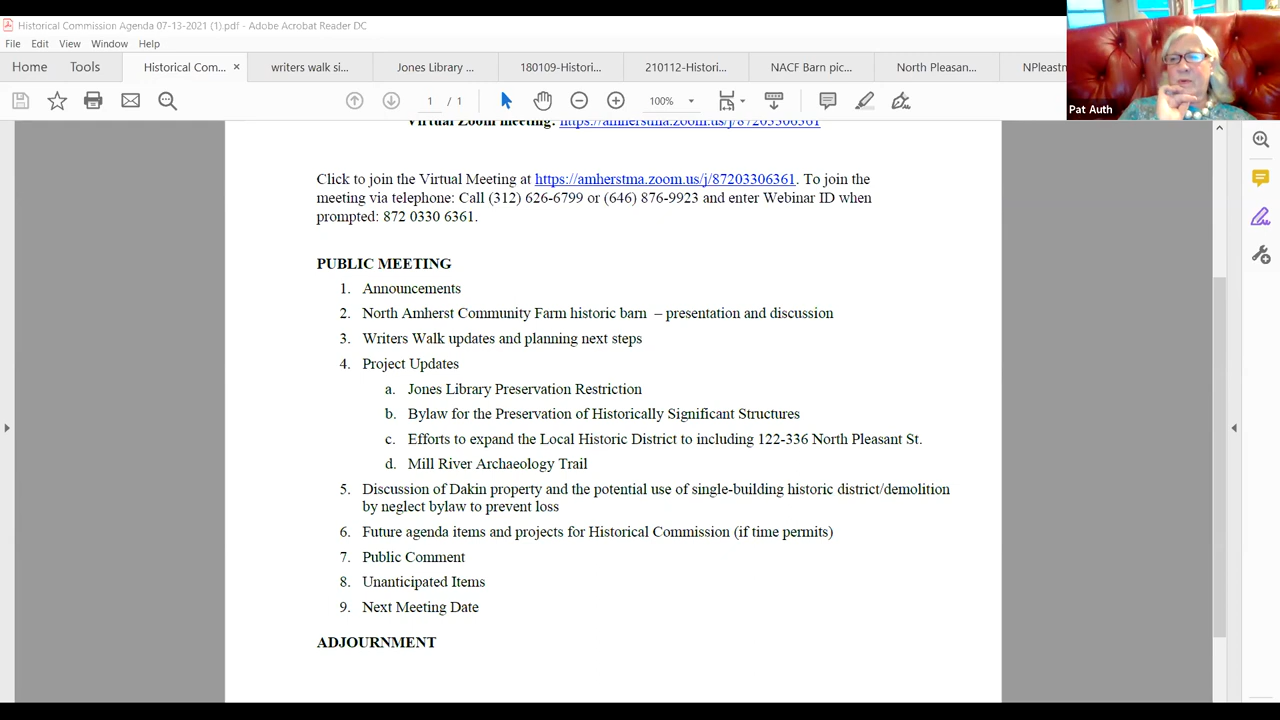 Historical Commission Agenda 07-13-2021 (1).pdf - Adobe Acrobat Reader DC
File Edit View Window Help
Home Tools Historical Com... × writers walk si... Jones Library ... 180109-Histori... 210112-Histori... NACF Barn pic... North Pleasan... NPleastn
1 / 1 100%
Pat Auth
Virtual Zoom meeting: https://amherstma.zoom.us/j/87203306361
Click to join the Virtual Meeting at https://amherstma.zoom.us/j/87203306361. To join the
meeting via telephone: Call (312) 626-6799 or (646) 876-9923 and enter Webinar ID when
prompted: 872 0330 6361.
PUBLIC MEETING
1. Announcements
2. North Amherst Community Farm historic barn – presentation and discussion
3. Writers Walk updates and planning next steps
4. Project Updates
a. Jones Library Preservation Restriction
b. Bylaw for the Preservation of Historically Significant Structures
c. Efforts to expand the Local Historic District to including 122-336 North Pleasant St.
d. Mill River Archaeology Trail
5. Discussion of Dakin property and the potential use of single-building historic district/demolition
by neglect bylaw to prevent loss
6. Future agenda items and projects for Historical Commission (if time permits)
7. Public Comment
8. Unanticipated Items
9. Next Meeting Date
ADJOURNMENT